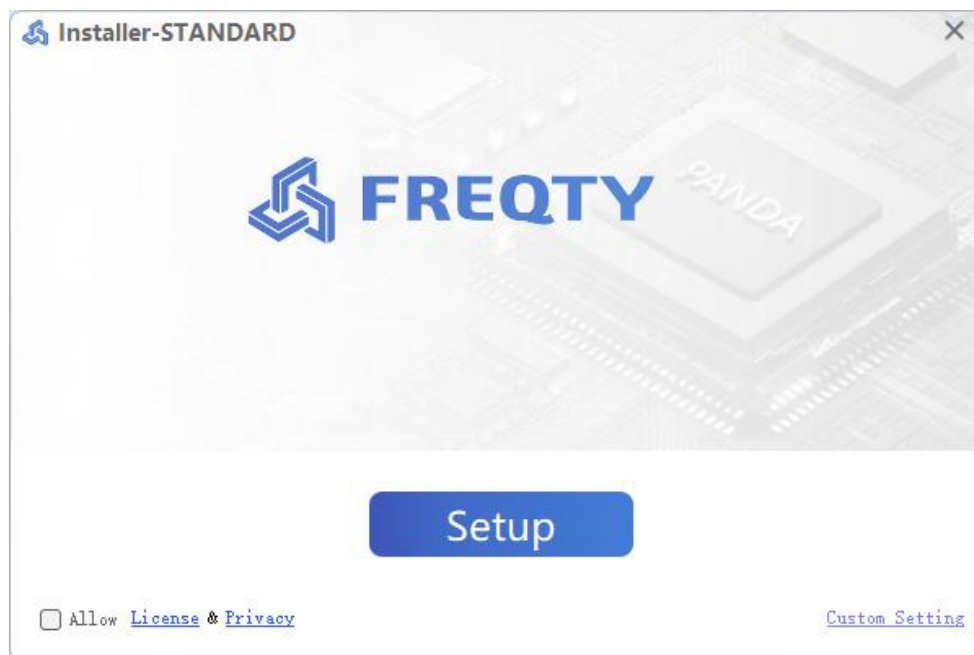 Installer-STANDARD
FREQTY
PANDA
Setup
Allow License & Privacy
Custom Setting